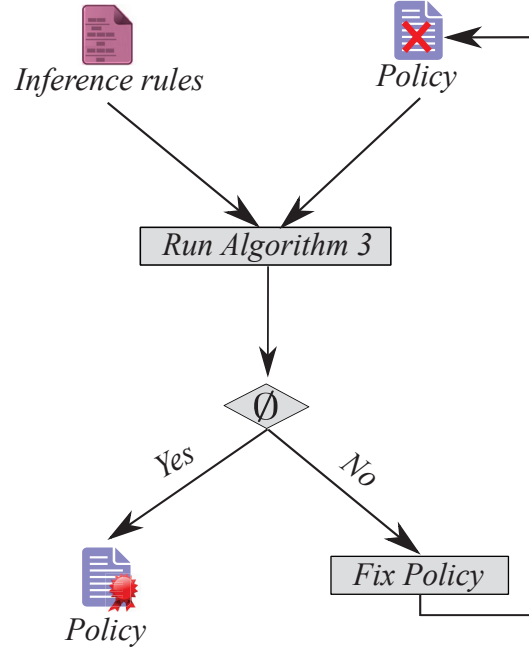 Inference rules
Policy
Run Algorithm 3
Ø
Yes
No
Fix Policy
Policy